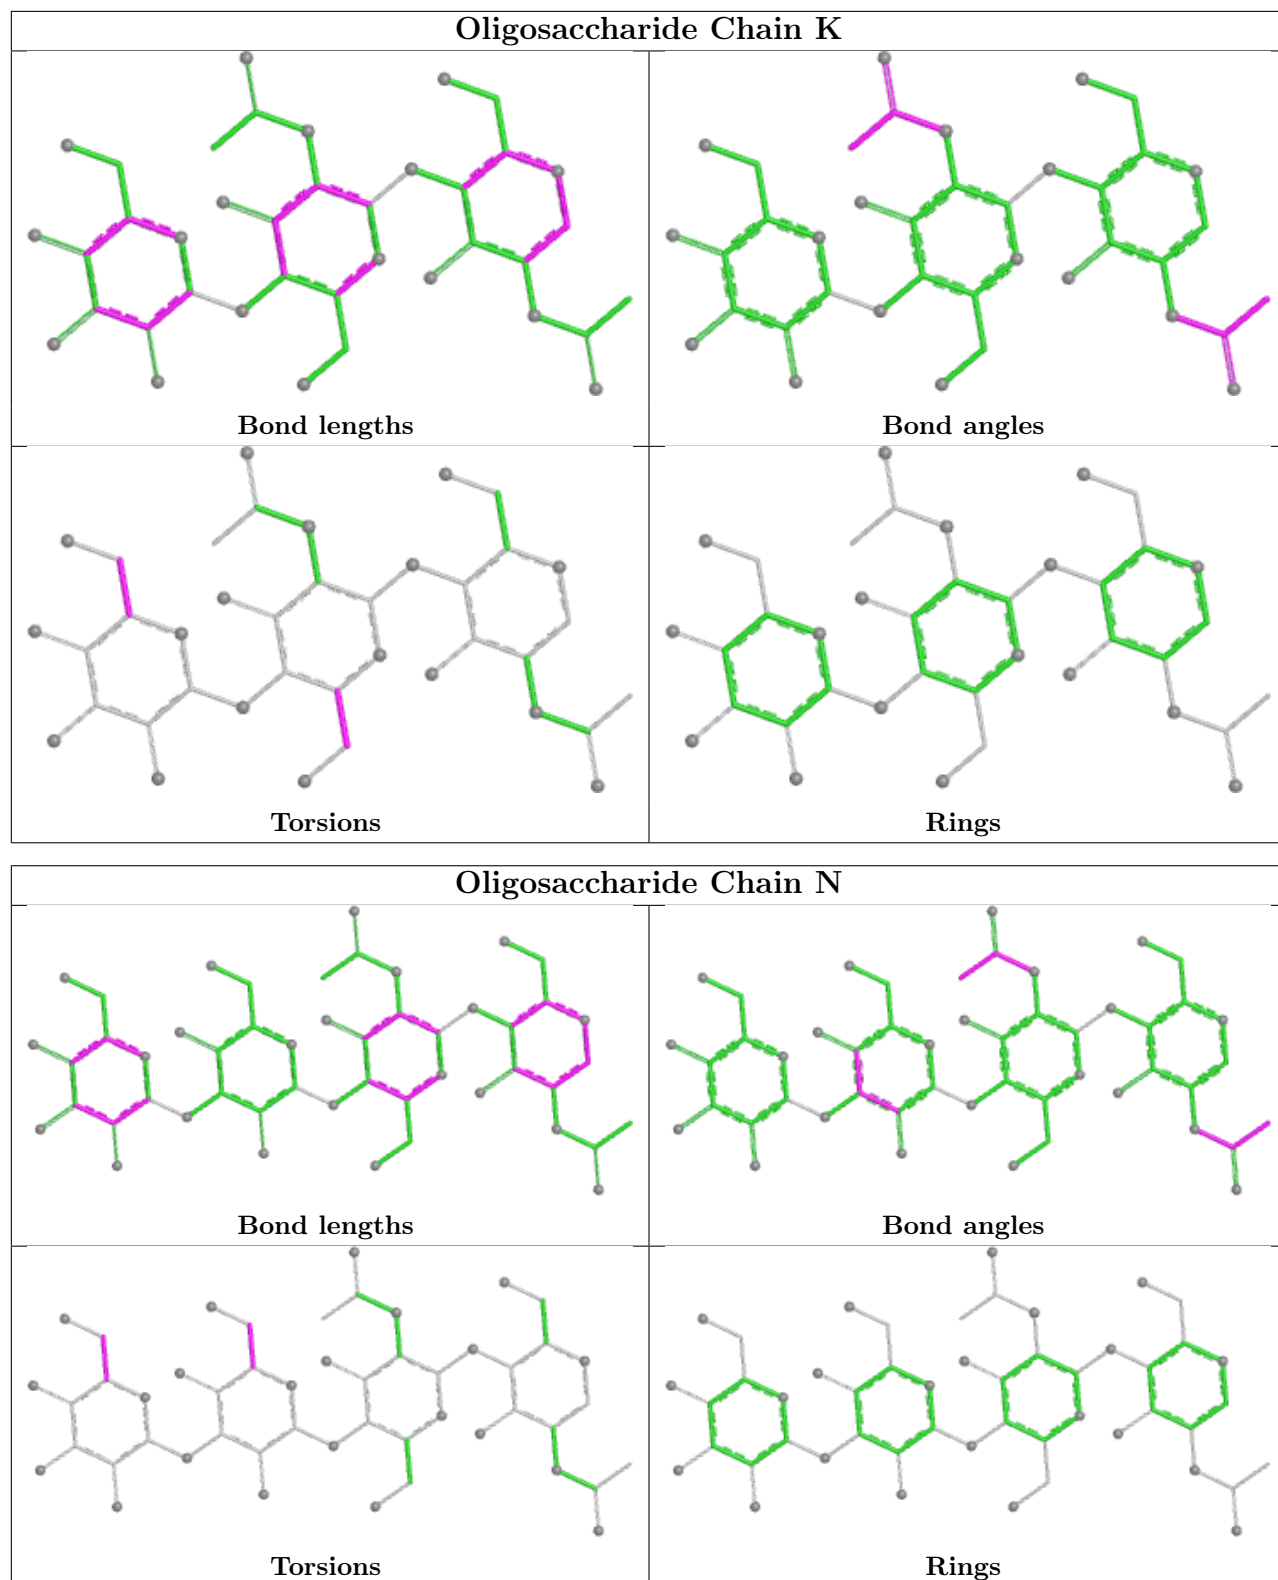 Oligosaccharide Chain K
Bond lengths
Bond angles
Torsions
Rings
Oligosaccharide Chain N
Bond lengths
Bond angles
Torsions
Rings